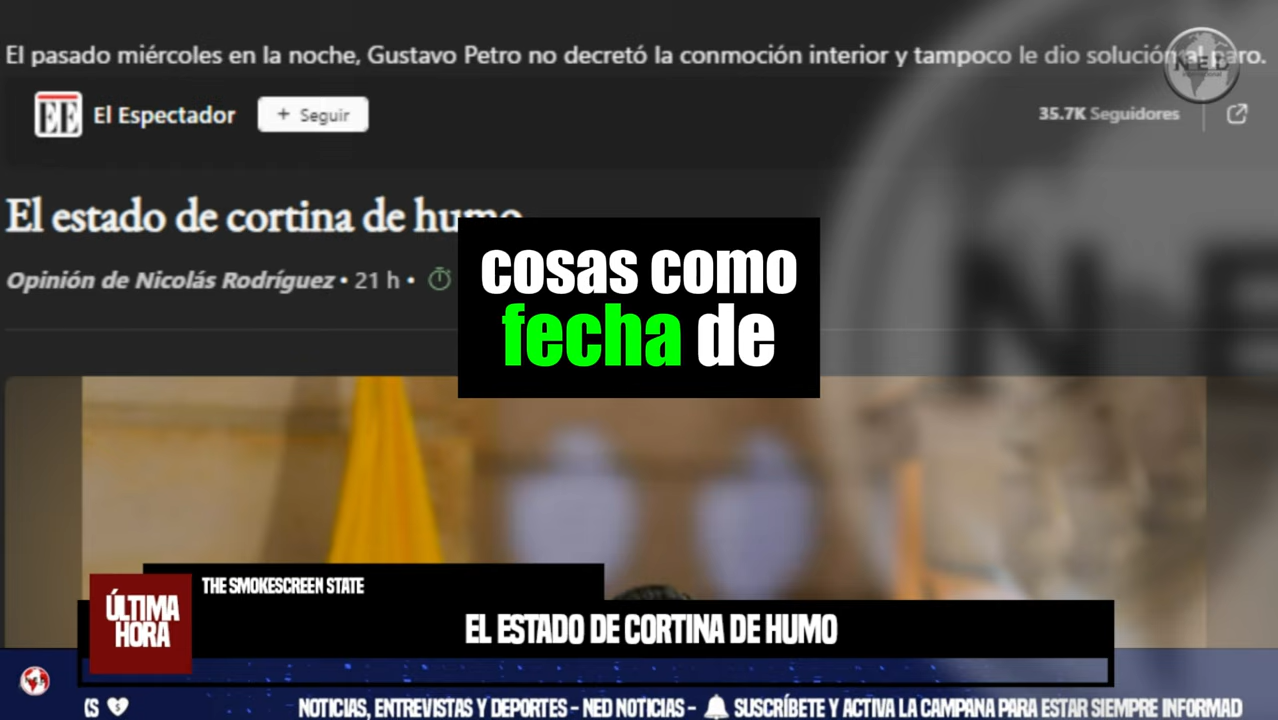 El pasado miércoles en la noche, Gustavo Petro no decretó la conmoción interior y tampoco le dio solución al paro.
NED
EE El Espectador + Seguir 35.7K Seguidores
El estado de cortina de humo
Opinión de Nicolás Rodríguez • 21 h •
cosas como
fecha de
N E
THE SMOKESCREEN STATE
ÚLTIMA
HORA
EL ESTADO DE CORTINA DE HUMO
CS NOTICIAS, ENTREVISTAS Y DEPORTES - NED NOTICIAS - SUSCRÍBETE Y ACTIVA LA CAMPANA PARA ESTAR SIEMPRE INFORMAD